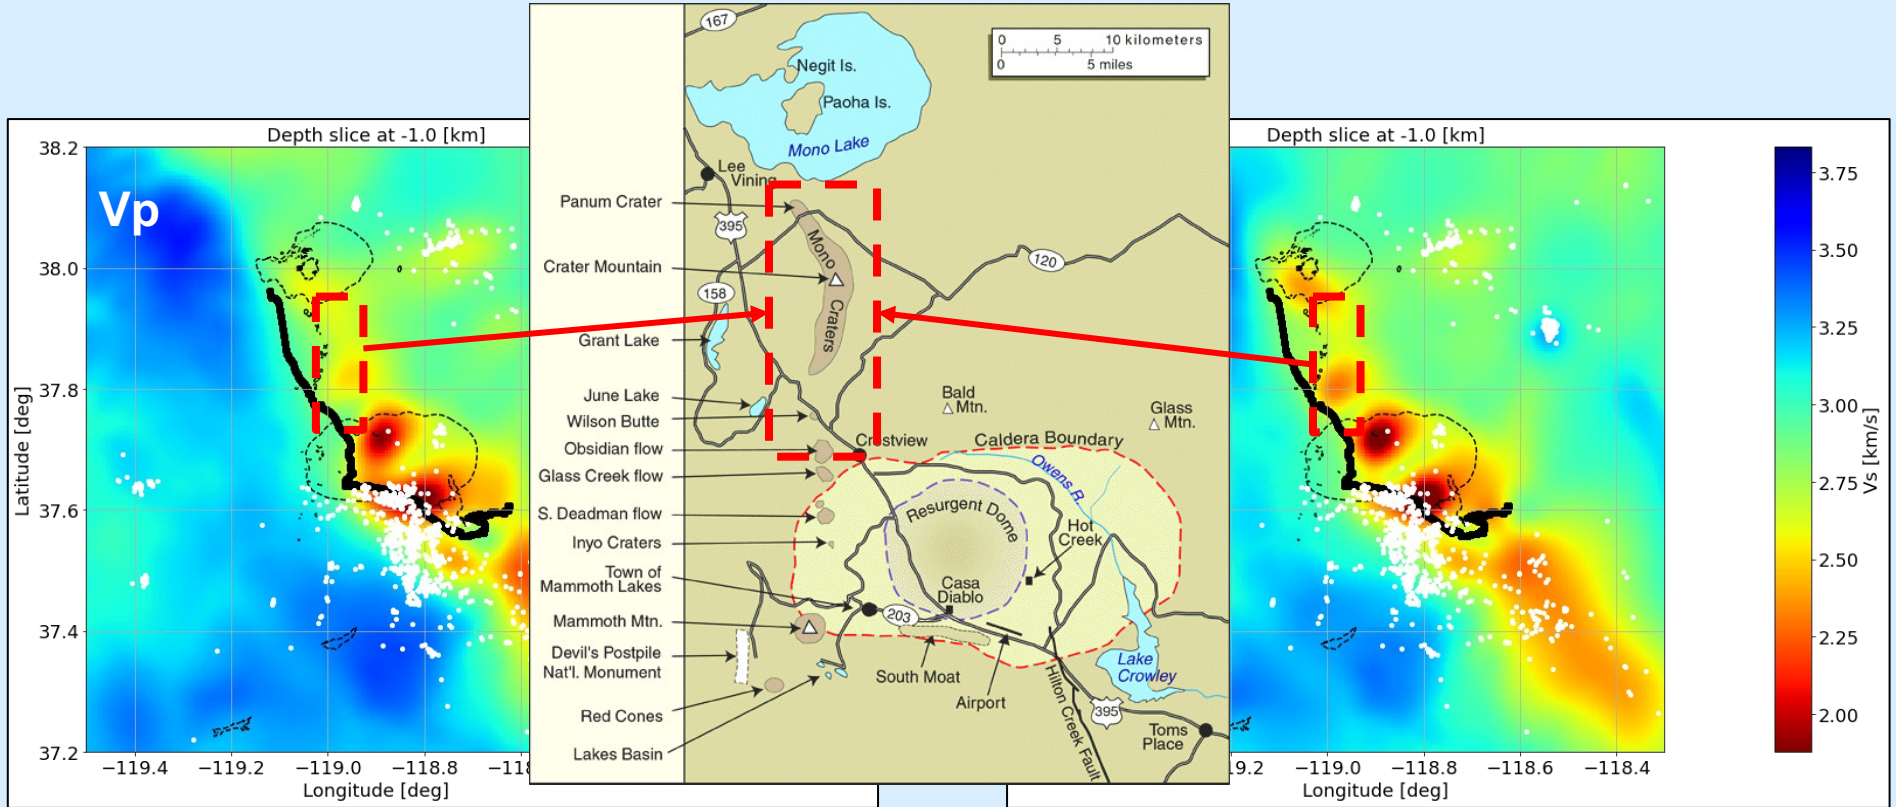 Depth slice at -1.0 [km]
Vp
38.2
38.0
37.8
37.6
37.4
37.2
Latitude [deg]
−119.4
−119.2
−119.0
−118.8
Longitude [deg]
167
0 5 10 kilometers
0 5 miles
Negit Is.
Paoha Is.
Mono Lake
Lee
Vining
Panum Crater
395
Mono
Craters
Crater Mountain
120
158
Grant Lake
June Lake
Wilson Butte
Bald
Mtn.
Glass
Mtn.
Obsidian flow
Crestview
Caldera Boundary
Glass Creek flow
Owens R.
S. Deadman flow
Resurgent Dome
Inyo Craters
Hot
Creek
Town of
Mammoth Lakes
Casa
Diablo
203
Mammoth Mtn.
Devil's Postpile
Nat'l. Monument
South Moat
Airport
Lake
Crowley
Hilton Creek Fault
395
Red Cones
Toms
Place
Lakes Basin
Depth slice at -1.0 [km]
−119.0
−118.8
−118.6
−118.4
Longitude [deg]
3.75
3.50
3.25
3.00
2.75
2.50
2.25
2.00
Vs [km/s]